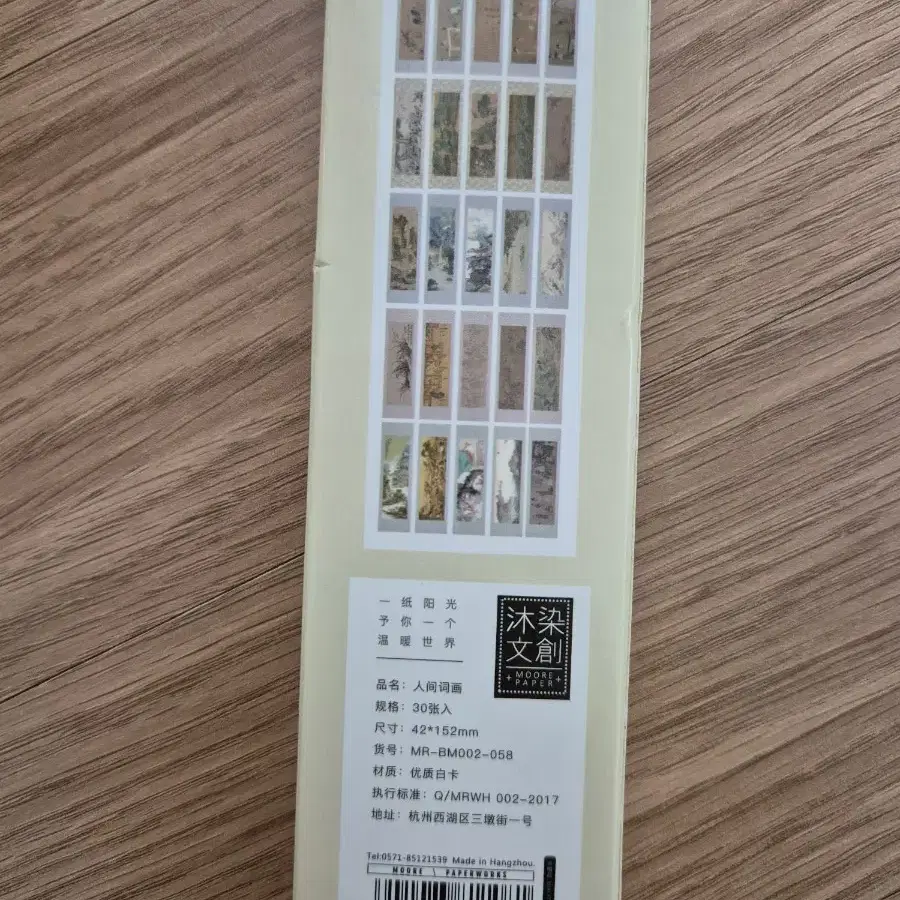 一纸阳光
予你一个
温暖世界
沐染
文創
MOORE
PAPER
品名：人间词画
规格：30张入
尺寸：42*152mm
货号：MR-BM002-058
材质：优质白卡
执行标准：Q/MRWH 002-2017
地址：杭州西湖区三墩街一号
Tel:0571-85121539 Made in Hangzhou.
MOORE PAPERWORKS